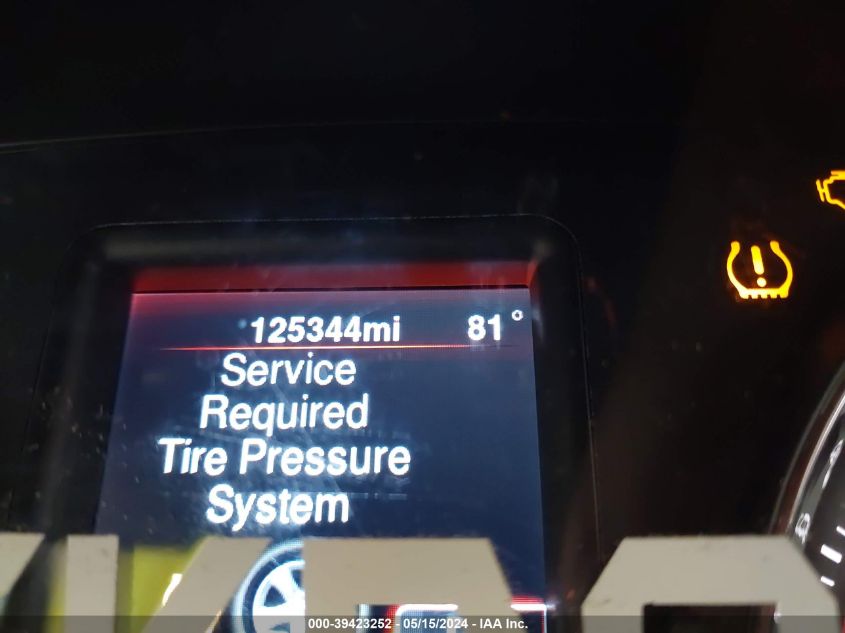 125344mi 81°
Service
Required
Tire Pressure
System
000-39423252 - 05/15/2024 - IAA Inc.